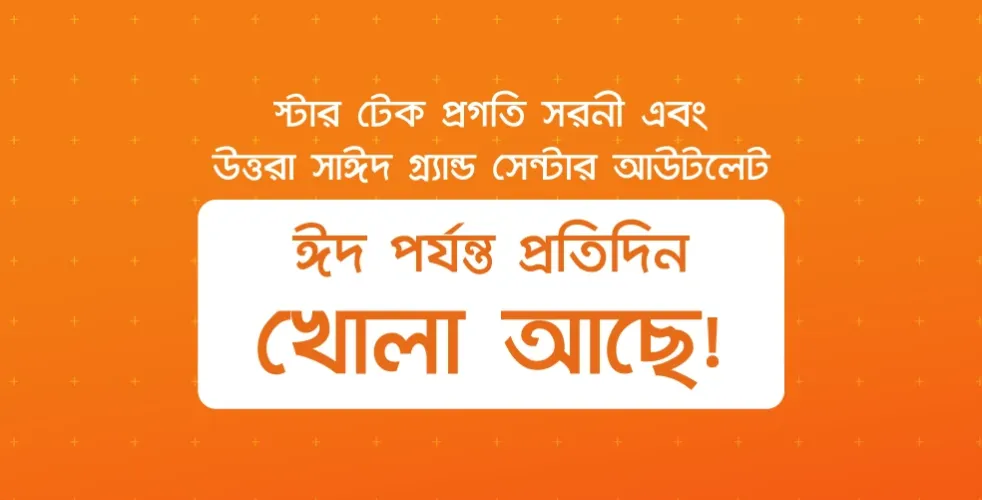 স্টার টেক প্রগতি সরনী এবং
উত্তরা সাঈদ গ্র্যান্ড সেন্টার আউটলেট
ঈদ পর্যন্ত প্রতিদিন
খোলা আছে!